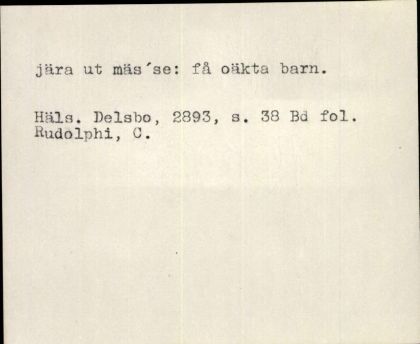 jära ut mäs´se: få oäkta barn.
Häls. Delsbo, 2893, s. 38 Bd fol.
Rudolphi, C.